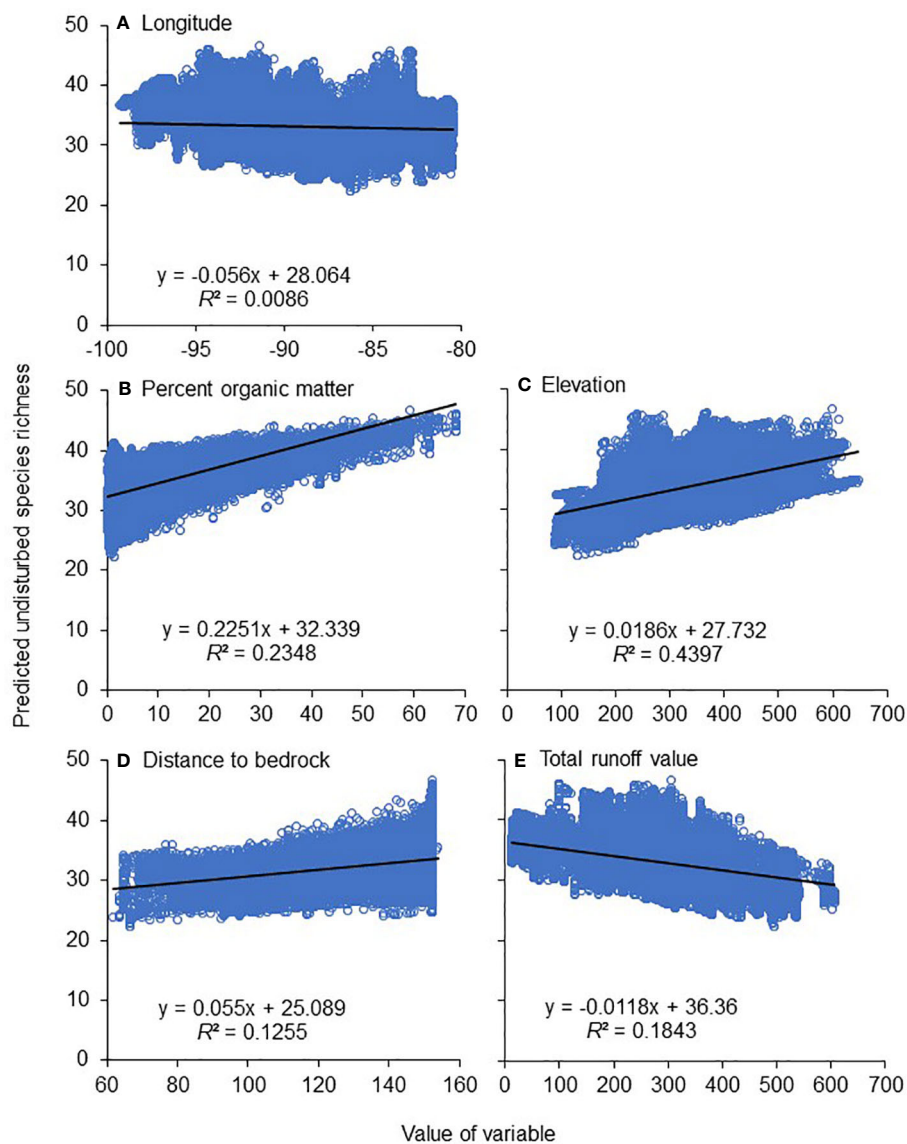 A Longitude
50
40
30
20
10
0
y = -0.056x + 28.064
R² = 0.0086
-100 -95 -90 -85 -80
Predicted undisturbed species richness
B Percent organic matter
50
40
30
20
10
0
y = 0.2251x + 32.339
R² = 0.2348
0 10 20 30 40 50 60 70
C Elevation
y = 0.0186x + 27.732
R² = 0.4397
0 100 200 300 400 500 600 700
D Distance to bedrock
50
40
30
20
10
0
y = 0.055x + 25.089
R² = 0.1255
60 80 100 120 140 160
E Total runoff value
y = -0.0118x + 36.36
R² = 0.1843
0 100 200 300 400 500 600 700
Value of variable